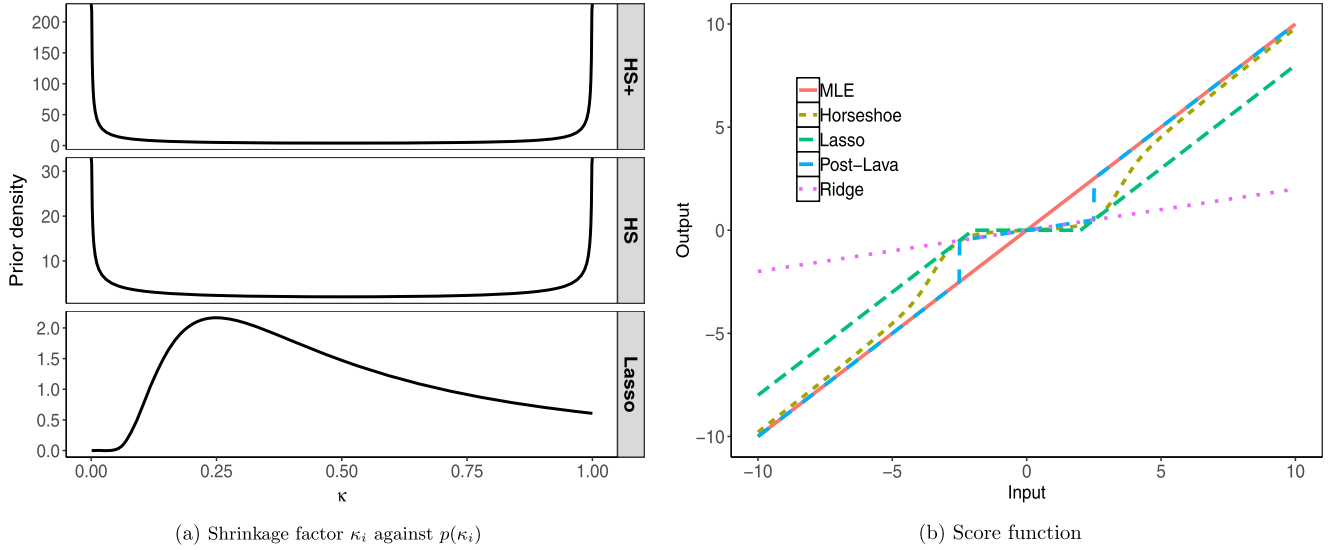 Prior density
200
150
100
50
0
HS+
30
20
10
HS
2.0
1.5
1.0
0.5
0.0
Lasso
0.00 0.25 0.50 0.75 1.00
κ
(a) Shrinkage factor κᵢ against p(κᵢ)
Output
10
5
0
−5
−10
MLE
Horseshoe
Lasso
Post−Lava
Ridge
−10 −5 0 5 10
Input
(b) Score function